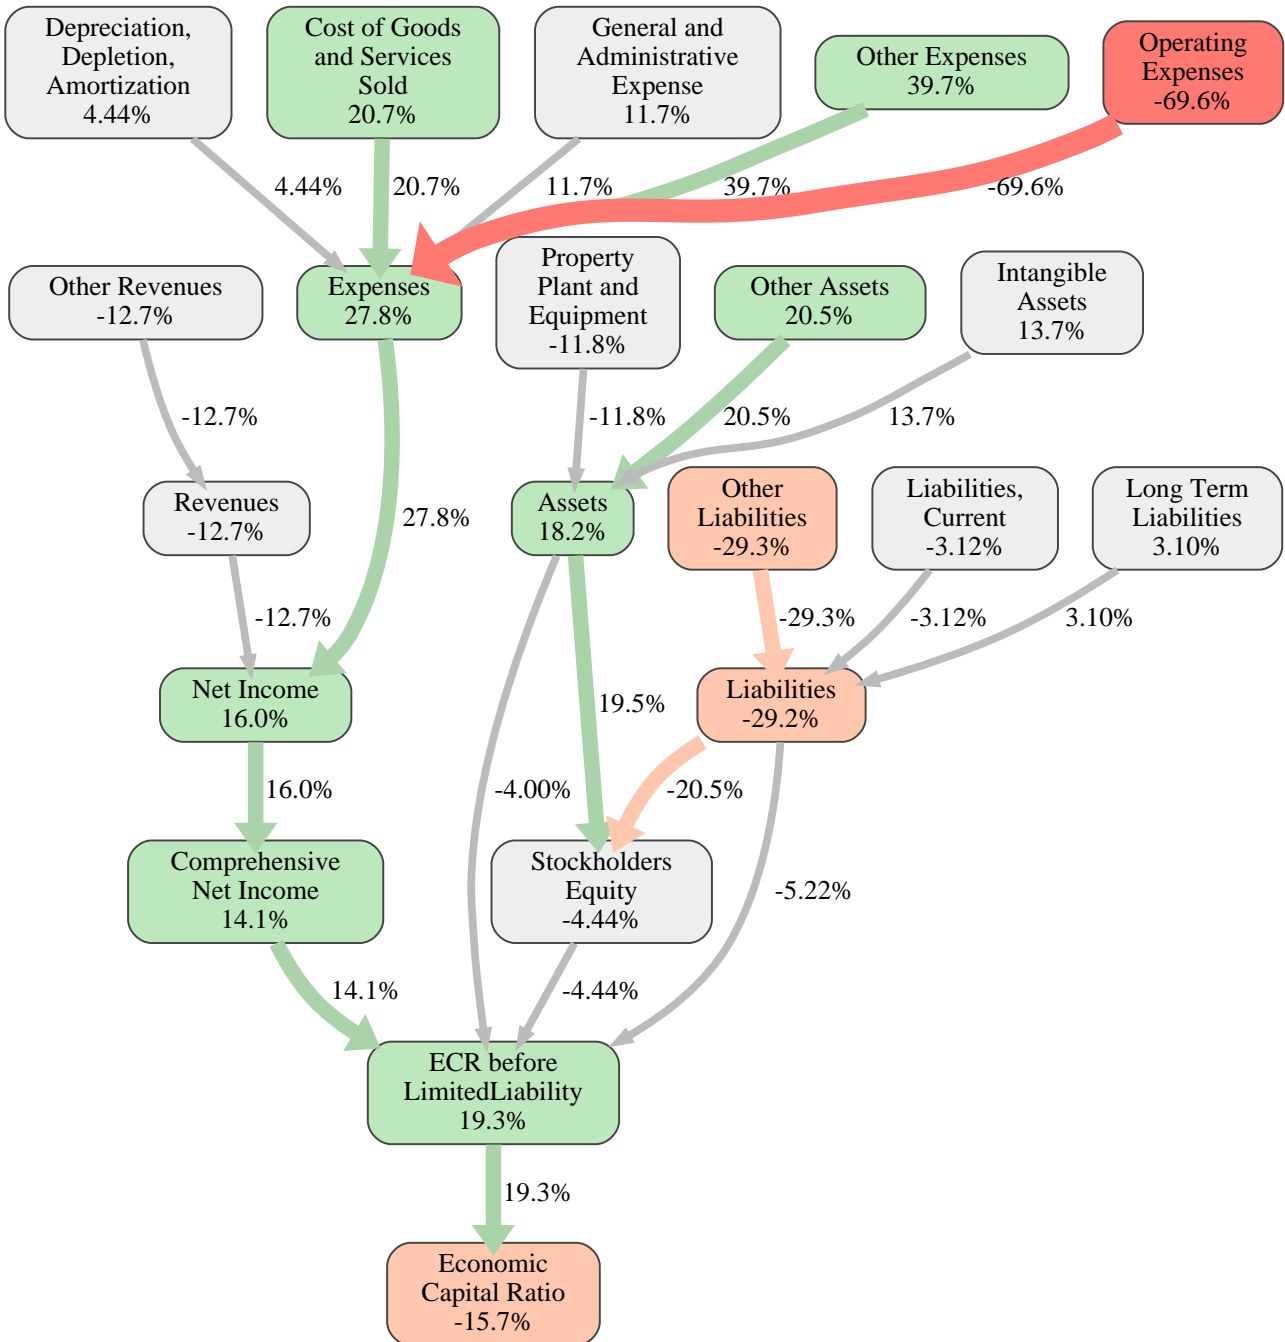 Depreciation,
Depletion,
Amortization
4.44%
Cost of Goods
and Services
Sold
20.7%
General and
Administrative
Expense
11.7%
Other Expenses
39.7%
Operating
Expenses
-69.6%
4.44%
20.7%
11.7%
39.7%
-69.6%
Other Revenues
-12.7%
Expenses
27.8%
Property
Plant and
Equipment
-11.8%
Other Assets
20.5%
Intangible
Assets
13.7%
-12.7%
27.8%
-11.8%
20.5%
13.7%
Revenues
-12.7%
Assets
18.2%
Other
Liabilities
-29.3%
Liabilities,
Current
-3.12%
Long Term
Liabilities
3.10%
-12.7%
-29.3%
-3.12%
3.10%
Net Income
16.0%
19.5%
Liabilities
-29.2%
16.0%
-4.00%
-20.5%
Comprehensive
Net Income
14.1%
Stockholders
Equity
-4.44%
-5.22%
14.1%
-4.44%
ECR before
LimitedLiability
19.3%
19.3%
Economic
Capital Ratio
-15.7%